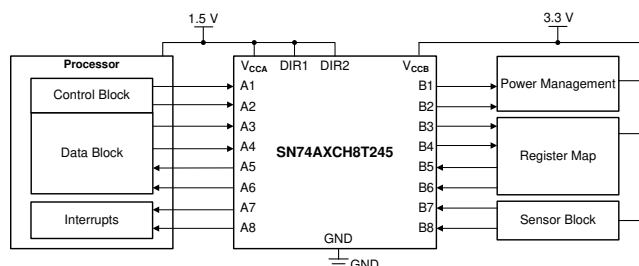 1.5 V
3.3 V
Processor
VCCA DIR1 DIR2 VCCB
Control Block
Data Block
Interrupts
A1
A2
A3
A4
A5
A6
A7
A8
SN74AXCH8T245
B1
B2
B3
B4
B5
B6
B7
B8
Power Management
Register Map
Sensor Block
GND
GND